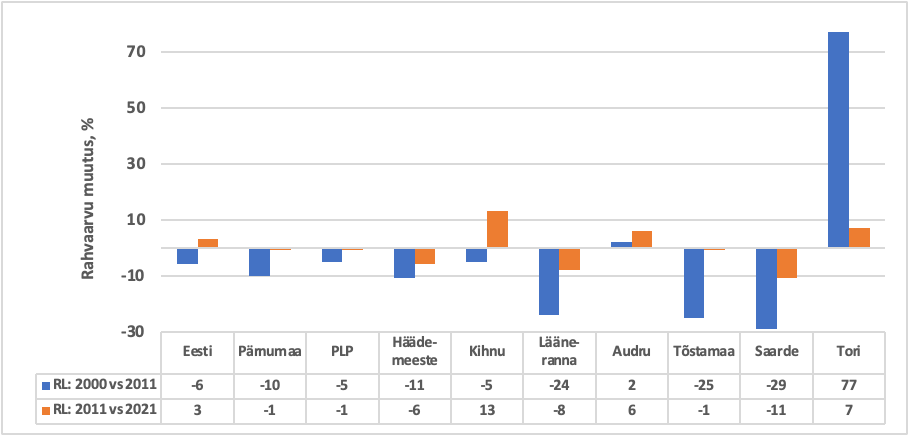 Rahvaarvu muutus, %
70
50
30
10
-10
-30
Eesti Pärnumaa PLP Hääde- Kihnu Lääne- Audru Tõstamaa Saarde Tori
meeste ranna
RL: 2000 vs 2011 -6 -10 -5 -11 -5 -24 2 -25 -29 77
RL: 2011 vs 2021 3 -1 -1 -6 13 -8 6 -1 -11 7